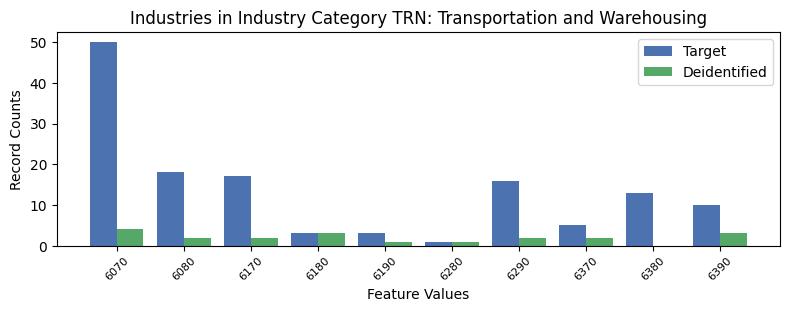 Industries in Industry Category TRN: Transportation and Warehousing
Target
Deidentified
Record Counts
50
40
30
20
10
0
6070 6080 6170 6180 6190 6280 6290 6370 6380 6390
Feature Values